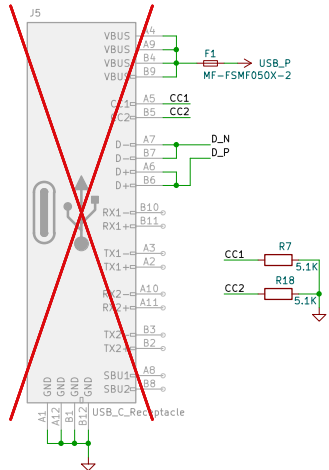 J5
VBUS A4
VBUS A9
VBUS B4
VBUS B9
F1
USB_P
MF-FSMF050X-2
CC1 A5 CC1
CC2 B5 CC2
D- A7 D_N
D- B7 D_P
D+ A6
D+ B6
RX1- B10
RX1+ B11
TX1- A3
TX1+ A2
RX2- A10
RX2+ A11
TX2- B3
TX2+ B2
SBU1 A8
SBU2 B8
GND GND GND GND
A1 A12 B1 B12
USB_C_Receptacle
CC1 R7
5.1K
CC2 R18
5.1K